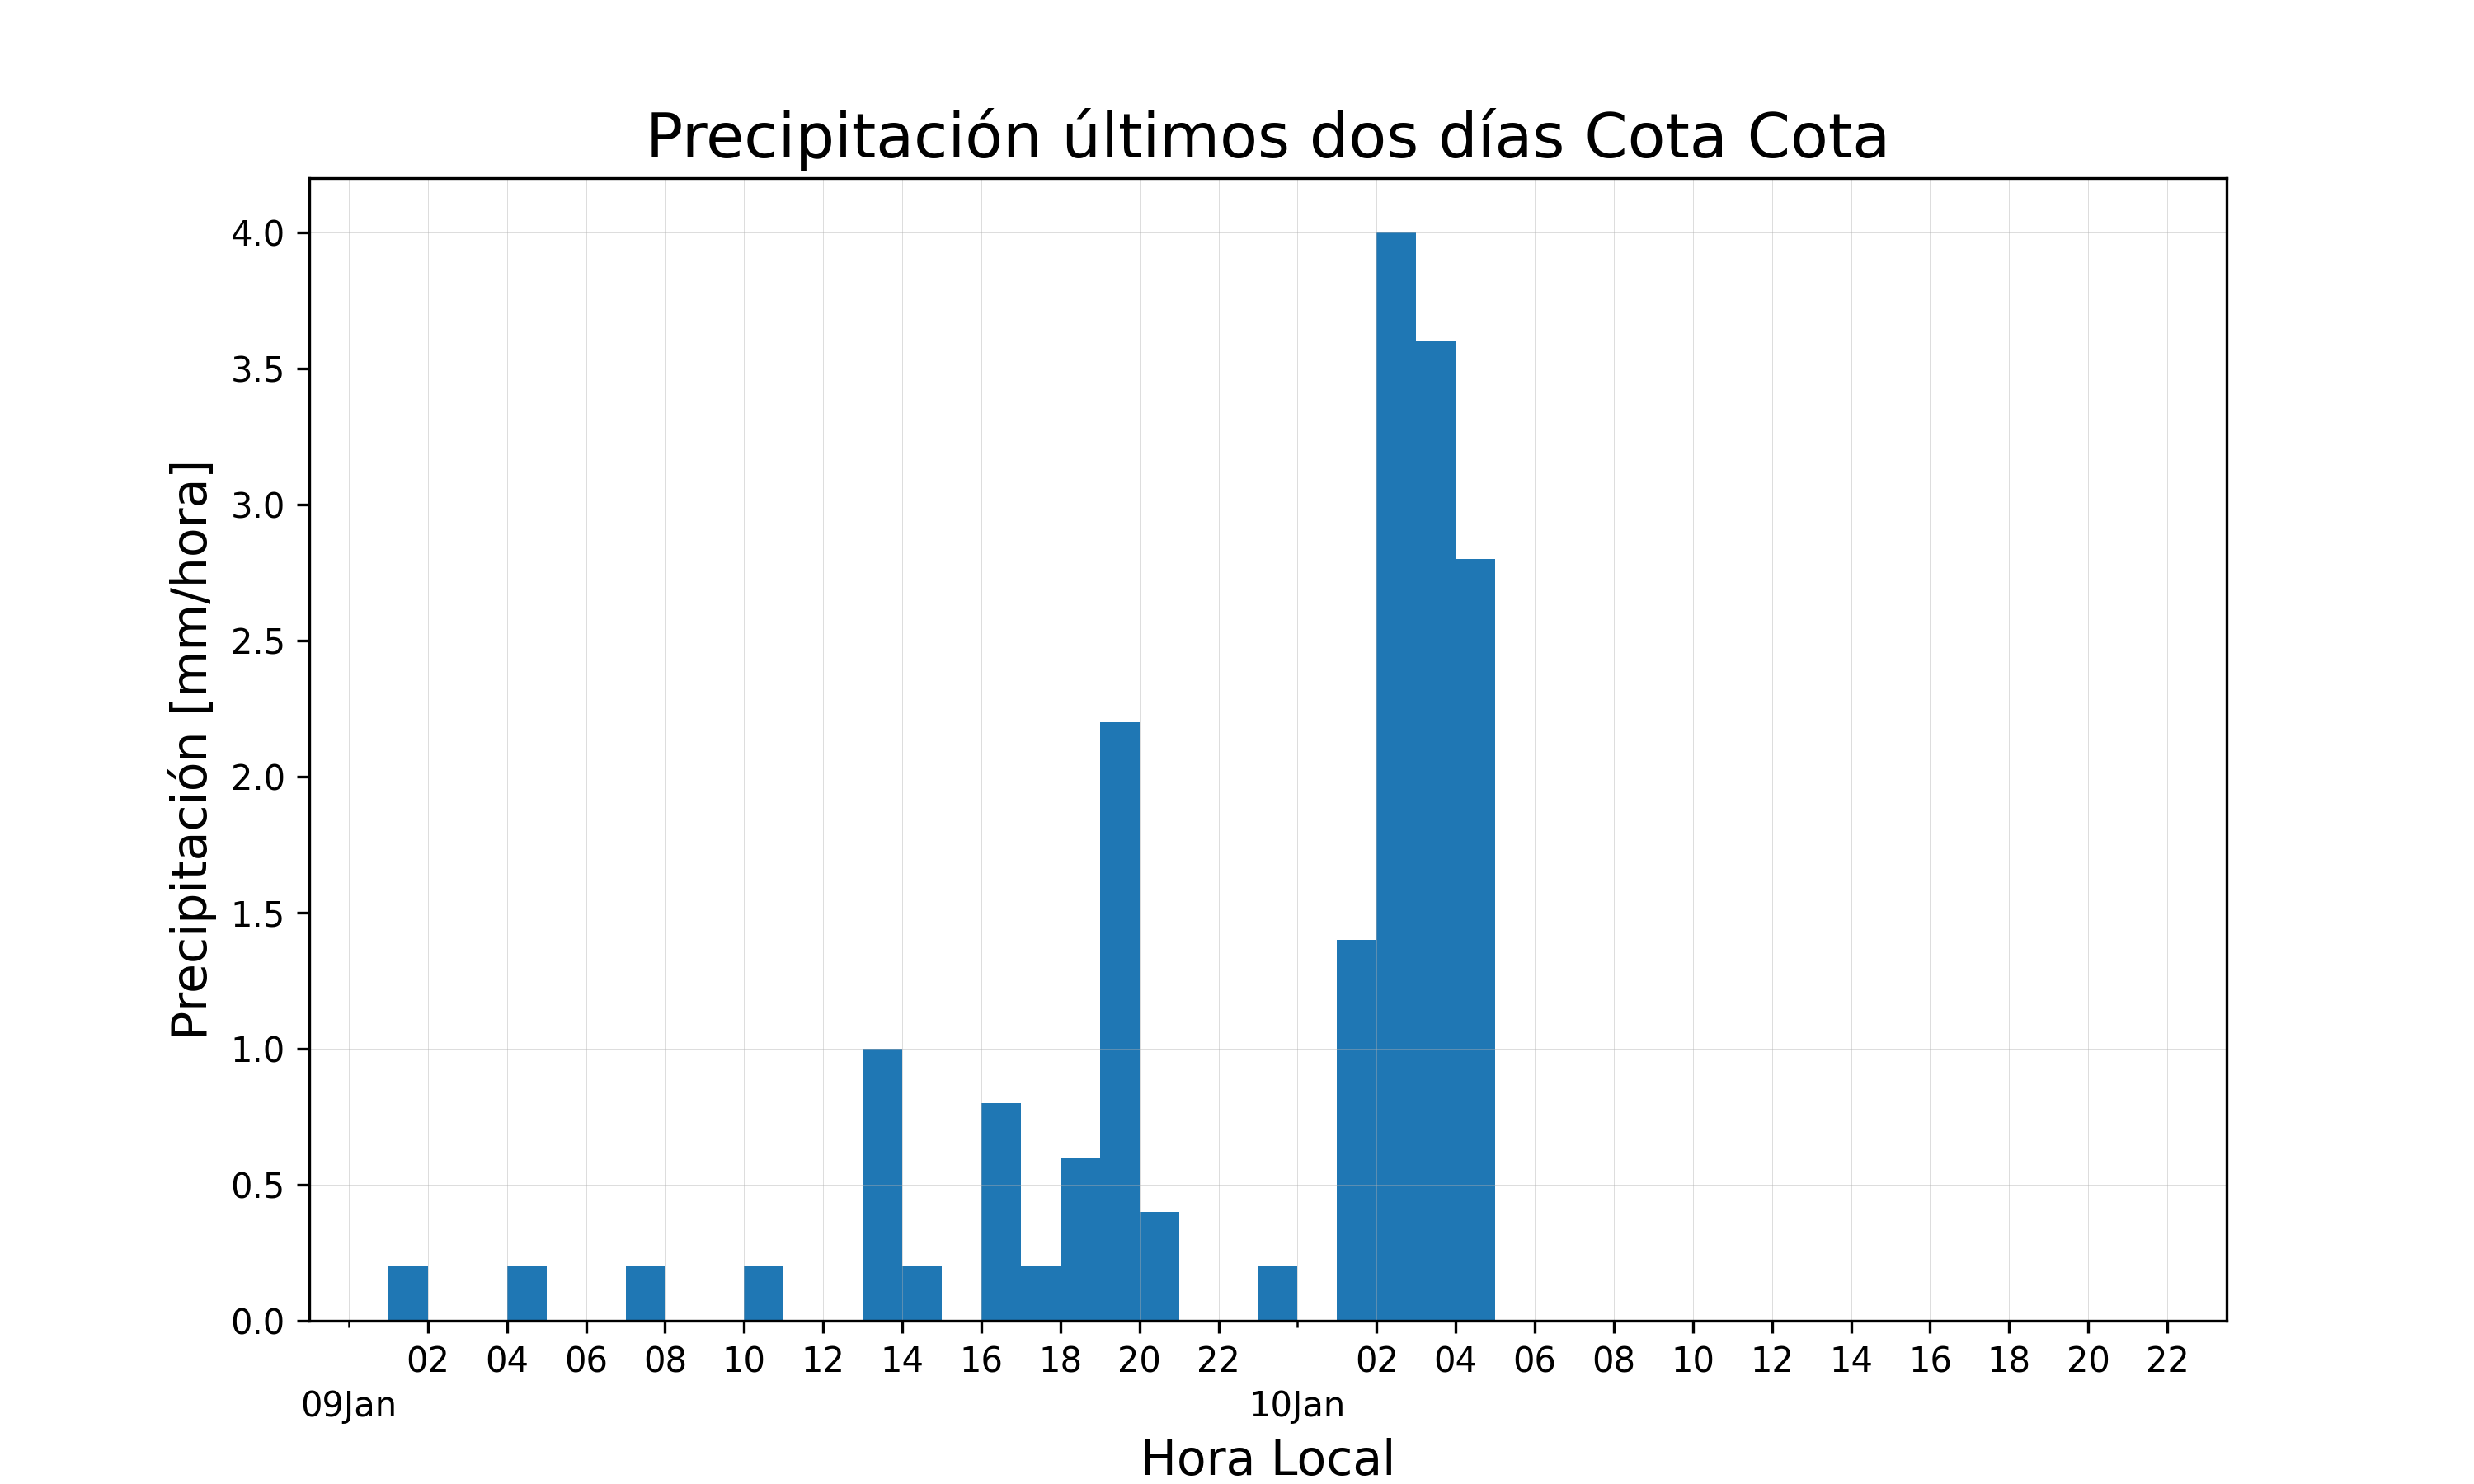 Precipitación últimos dos días Cota Cota
Precipitación [mm/hora]
4.0
3.5
3.0
2.5
2.0
1.5
1.0
0.5
0.0
02 04 06 08 10 12 14 16 18 20 22 02 04 06 08 10 12 14 16 18 20 22
09Jan 10Jan
Hora Local